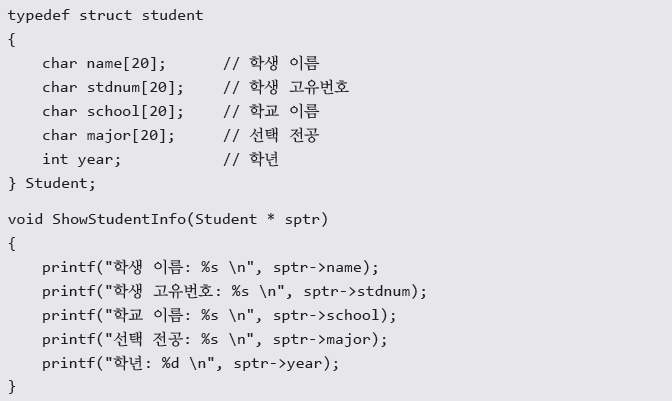 typedef struct student
{
    char name[20];      // 학생 이름
    char stdnum[20];    // 학생 고유번호
    char school[20];    // 학교 이름
    char major[20];     // 선택 전공
    int year;           // 학년
} Student;
void ShowStudentInfo(Student * sptr)
{
    printf("학생 이름: %s \n", sptr->name);
    printf("학생 고유번호: %s \n", sptr->stdnum);
    printf("학교 이름: %s \n", sptr->school);
    printf("선택 전공: %s \n", sptr->major);
    printf("학년: %d \n", sptr->year);
}